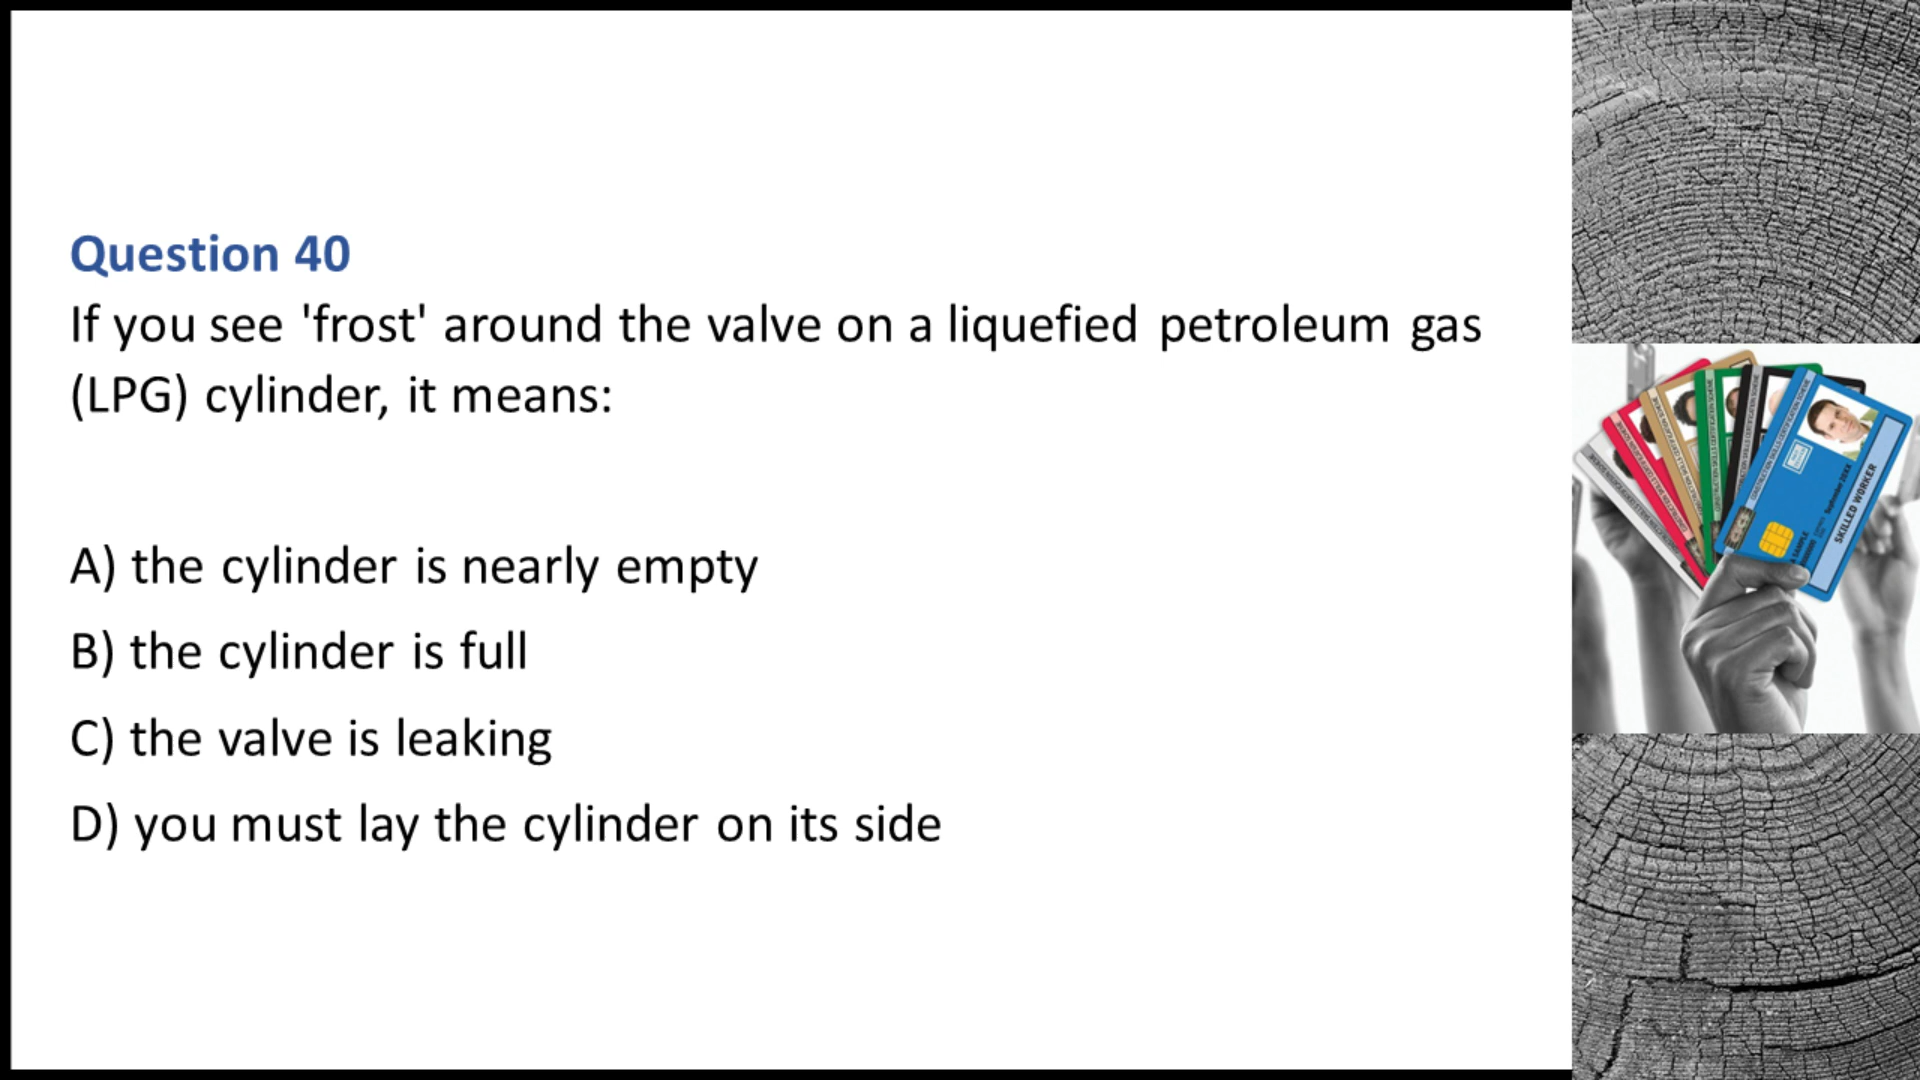 Question 40
If you see 'frost' around the valve on a liquefied petroleum gas
(LPG) cylinder, it means:
A) the cylinder is nearly empty
B) the cylinder is full
C) the valve is leaking
D) you must lay the cylinder on its side
SKILLED WORKER